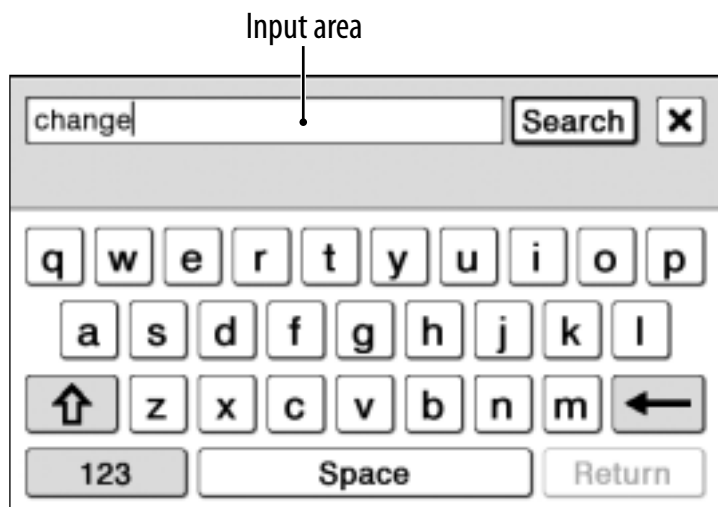 Input area
change Search
q w e r t y u i o p
a s d f g h j k l
z x c v b n m
123 Space Return